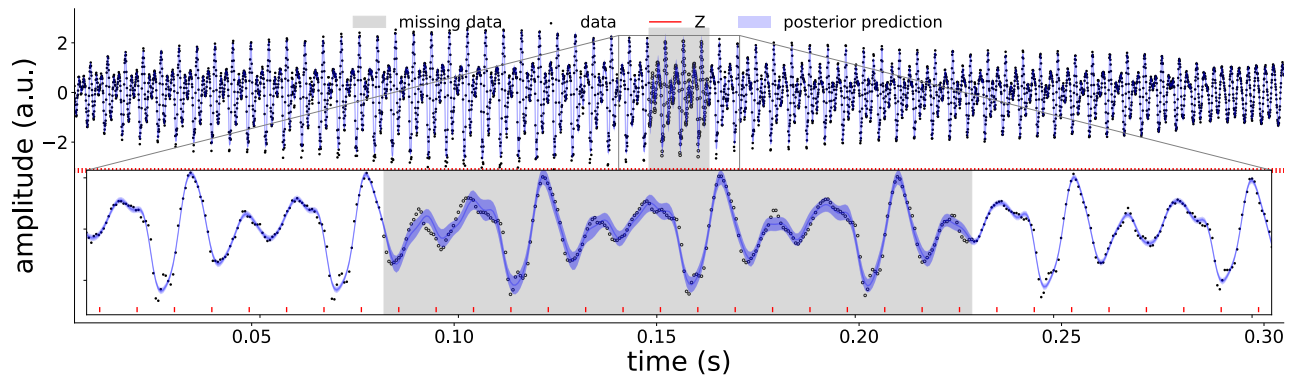 missing data data Z posterior prediction
2
0
−2
amplitude (a.u.)
0.05 0.10 0.15 0.20 0.25 0.30
time (s)